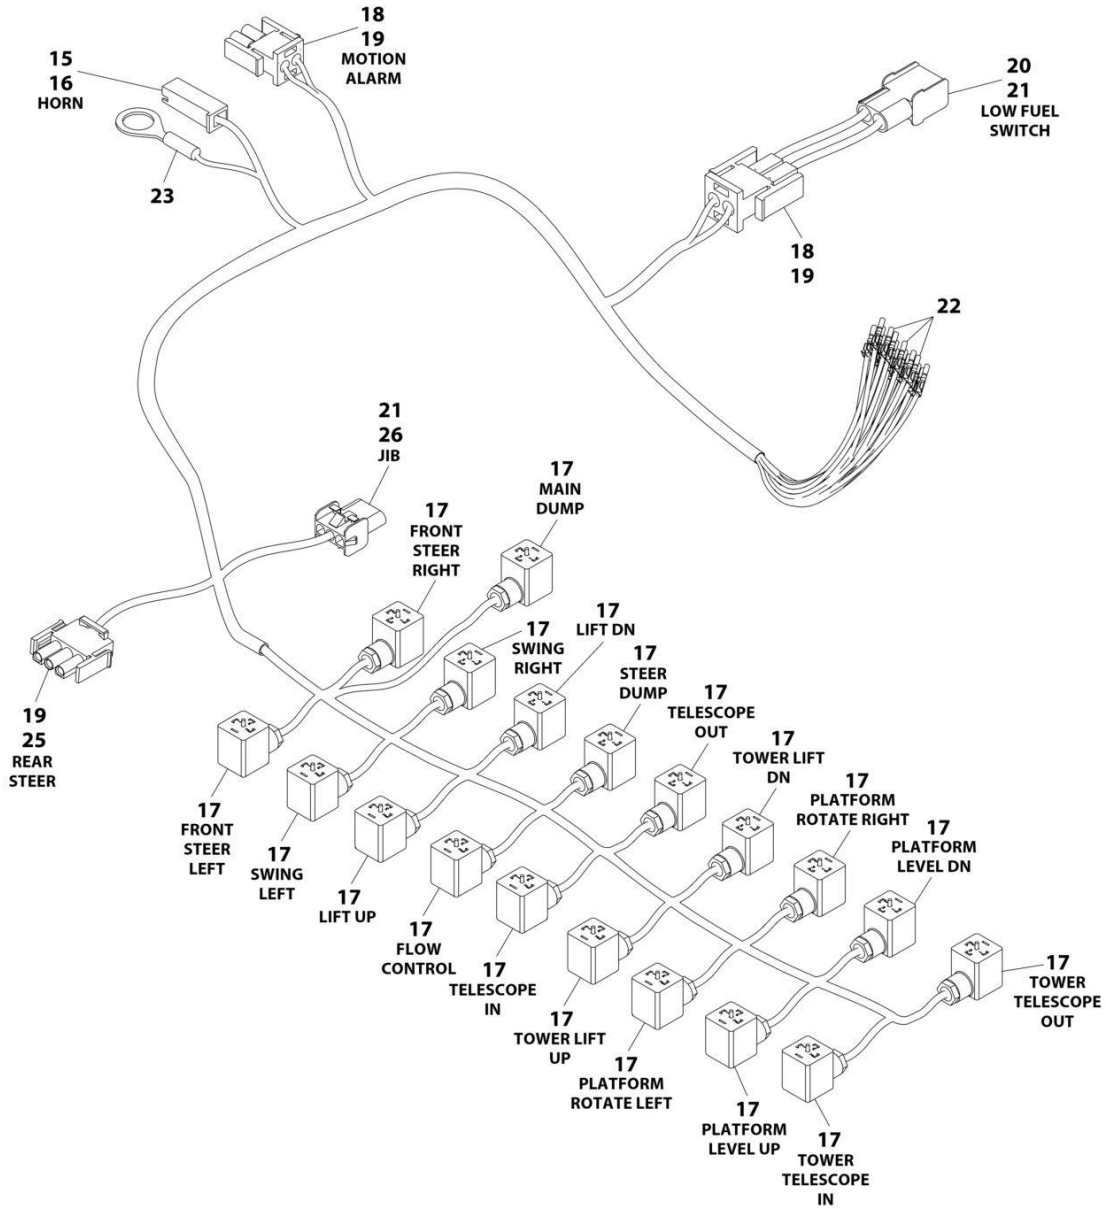 18
19
MOTION
ALARM
15
16
HORN
20
21
LOW FUEL
SWITCH
23
18
19
22
21
26
JIB
17
MAIN
DUMP
17
FRONT
STEER
RIGHT
17
LIFT DN
17
SWING
RIGHT
17
STEER
DUMP
17
TELESCOPE
OUT
19
25
REAR
STEER
17
TOWER LIFT
DN
17
PLATFORM
ROTATE RIGHT
17
PLATFORM
LEVEL DN
17
FRONT
STEER
LEFT
17
SWING
LEFT
17
LIFT UP
17
FLOW
CONTROL
17
TELESCOPE
IN
17
TOWER
TELESCOPE
OUT
17
TOWER LIFT
UP
17
PLATFORM
ROTATE LEFT
17
PLATFORM
LEVEL UP
17
TOWER
TELESCOPE
IN